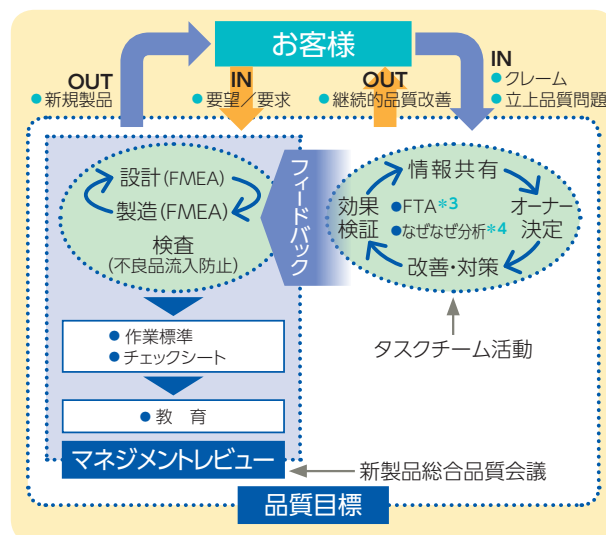 お客様
OUT
●新規製品
IN
●要望／要求
OUT
●継続的品質改善
IN
●クレーム
●立上品質問題
設計(FMEA)
製造(FMEA)
検査
(不良品流入防止)
フィードバック
情報共有
効果
検証
●FTA*3
●なぜなぜ分析*4
オーナー
決定
改善・対策
●作業標準
●チェックシート
タスクチーム活動
●教　育
マネジメントレビュー
新製品総合品質会議
品質目標